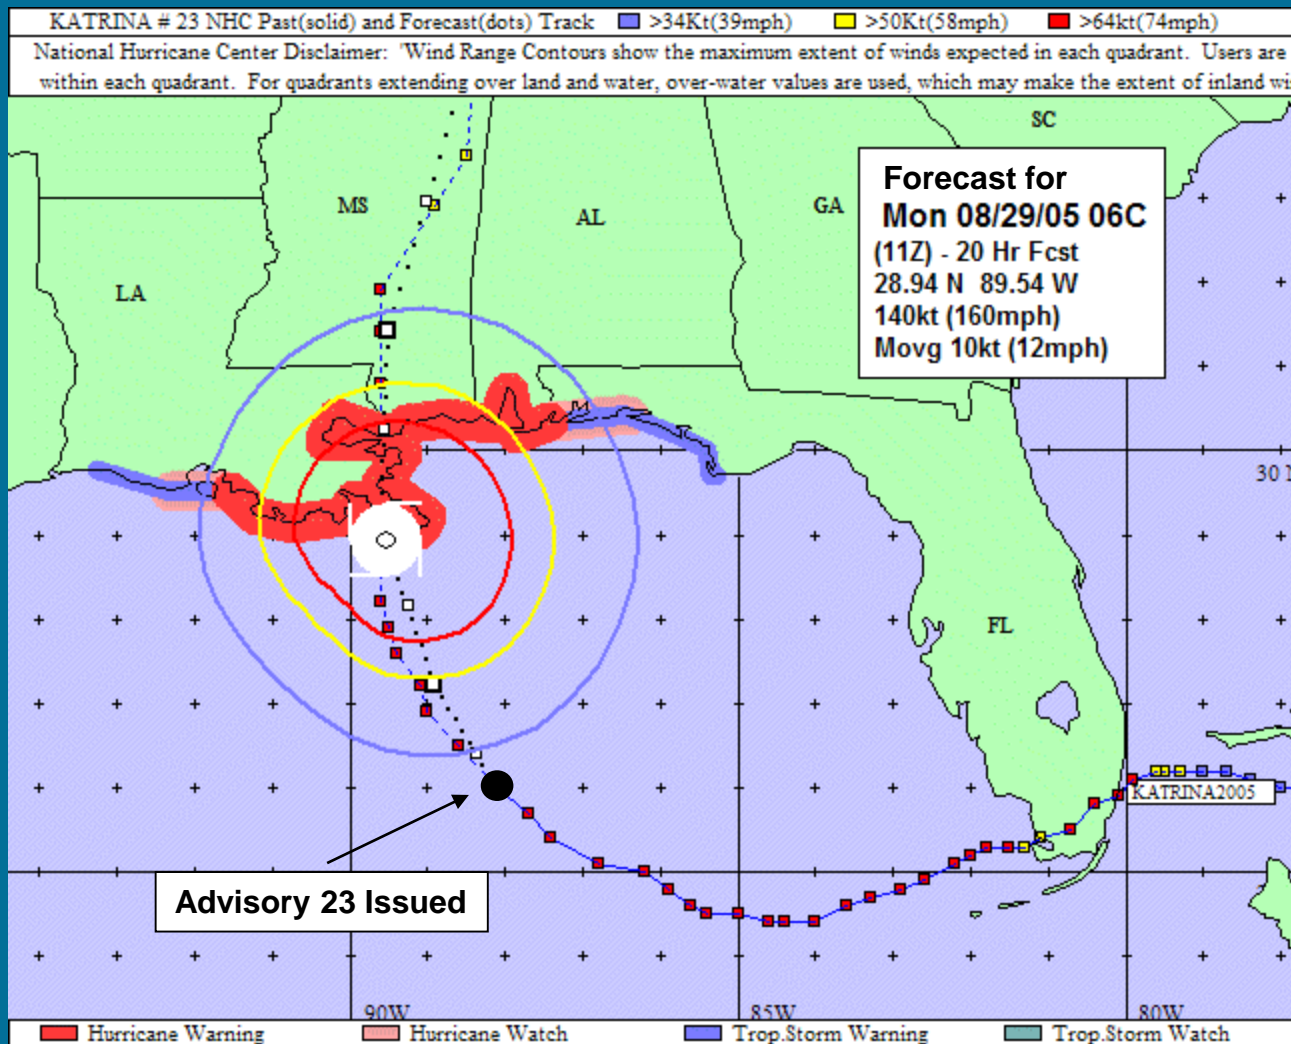 KATRINA # 23 NHC Past(solid) and Forecast(dots) Track >34Kt(39mph) >50Kt(58mph) >64kt(74mph)
National Hurricane Center Disclaimer: 'Wind Range Contours show the maximum extent of winds expected in each quadrant. Users are
within each quadrant. For quadrants extending over land and water, over-water values are used, which may make the extent of inland
SC
Forecast for
Mon 08/29/05 06C
(11Z) - 20 Hr Fcst
28.94 N 89.54 W
140kt (160mph)
Movg 10kt (12mph)
MS
AL
GA
LA
M
30
FL
KATRINA2005
Advisory 23 Issued
90W
85W
80W
Hurricane Warning Hurricane Watch Trop.Storm Warning Trop.Storm Watch